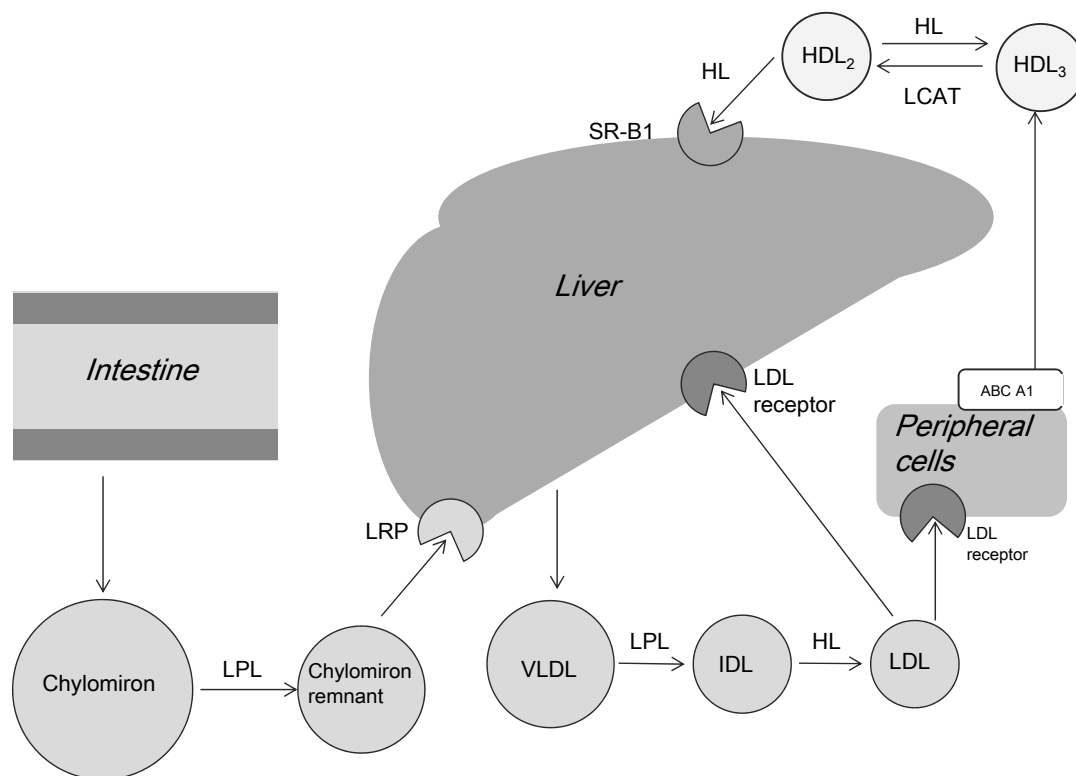 HL
HDL₂
HDL₃
HL
LCAT
SR-B1
Liver
Intestine
LDL
receptor
ABC A1
Peripheral
cells
LRP
LDL
receptor
Chylomiron
LPL
Chylomiron
remnant
VLDL
LPL
IDL
HL
LDL